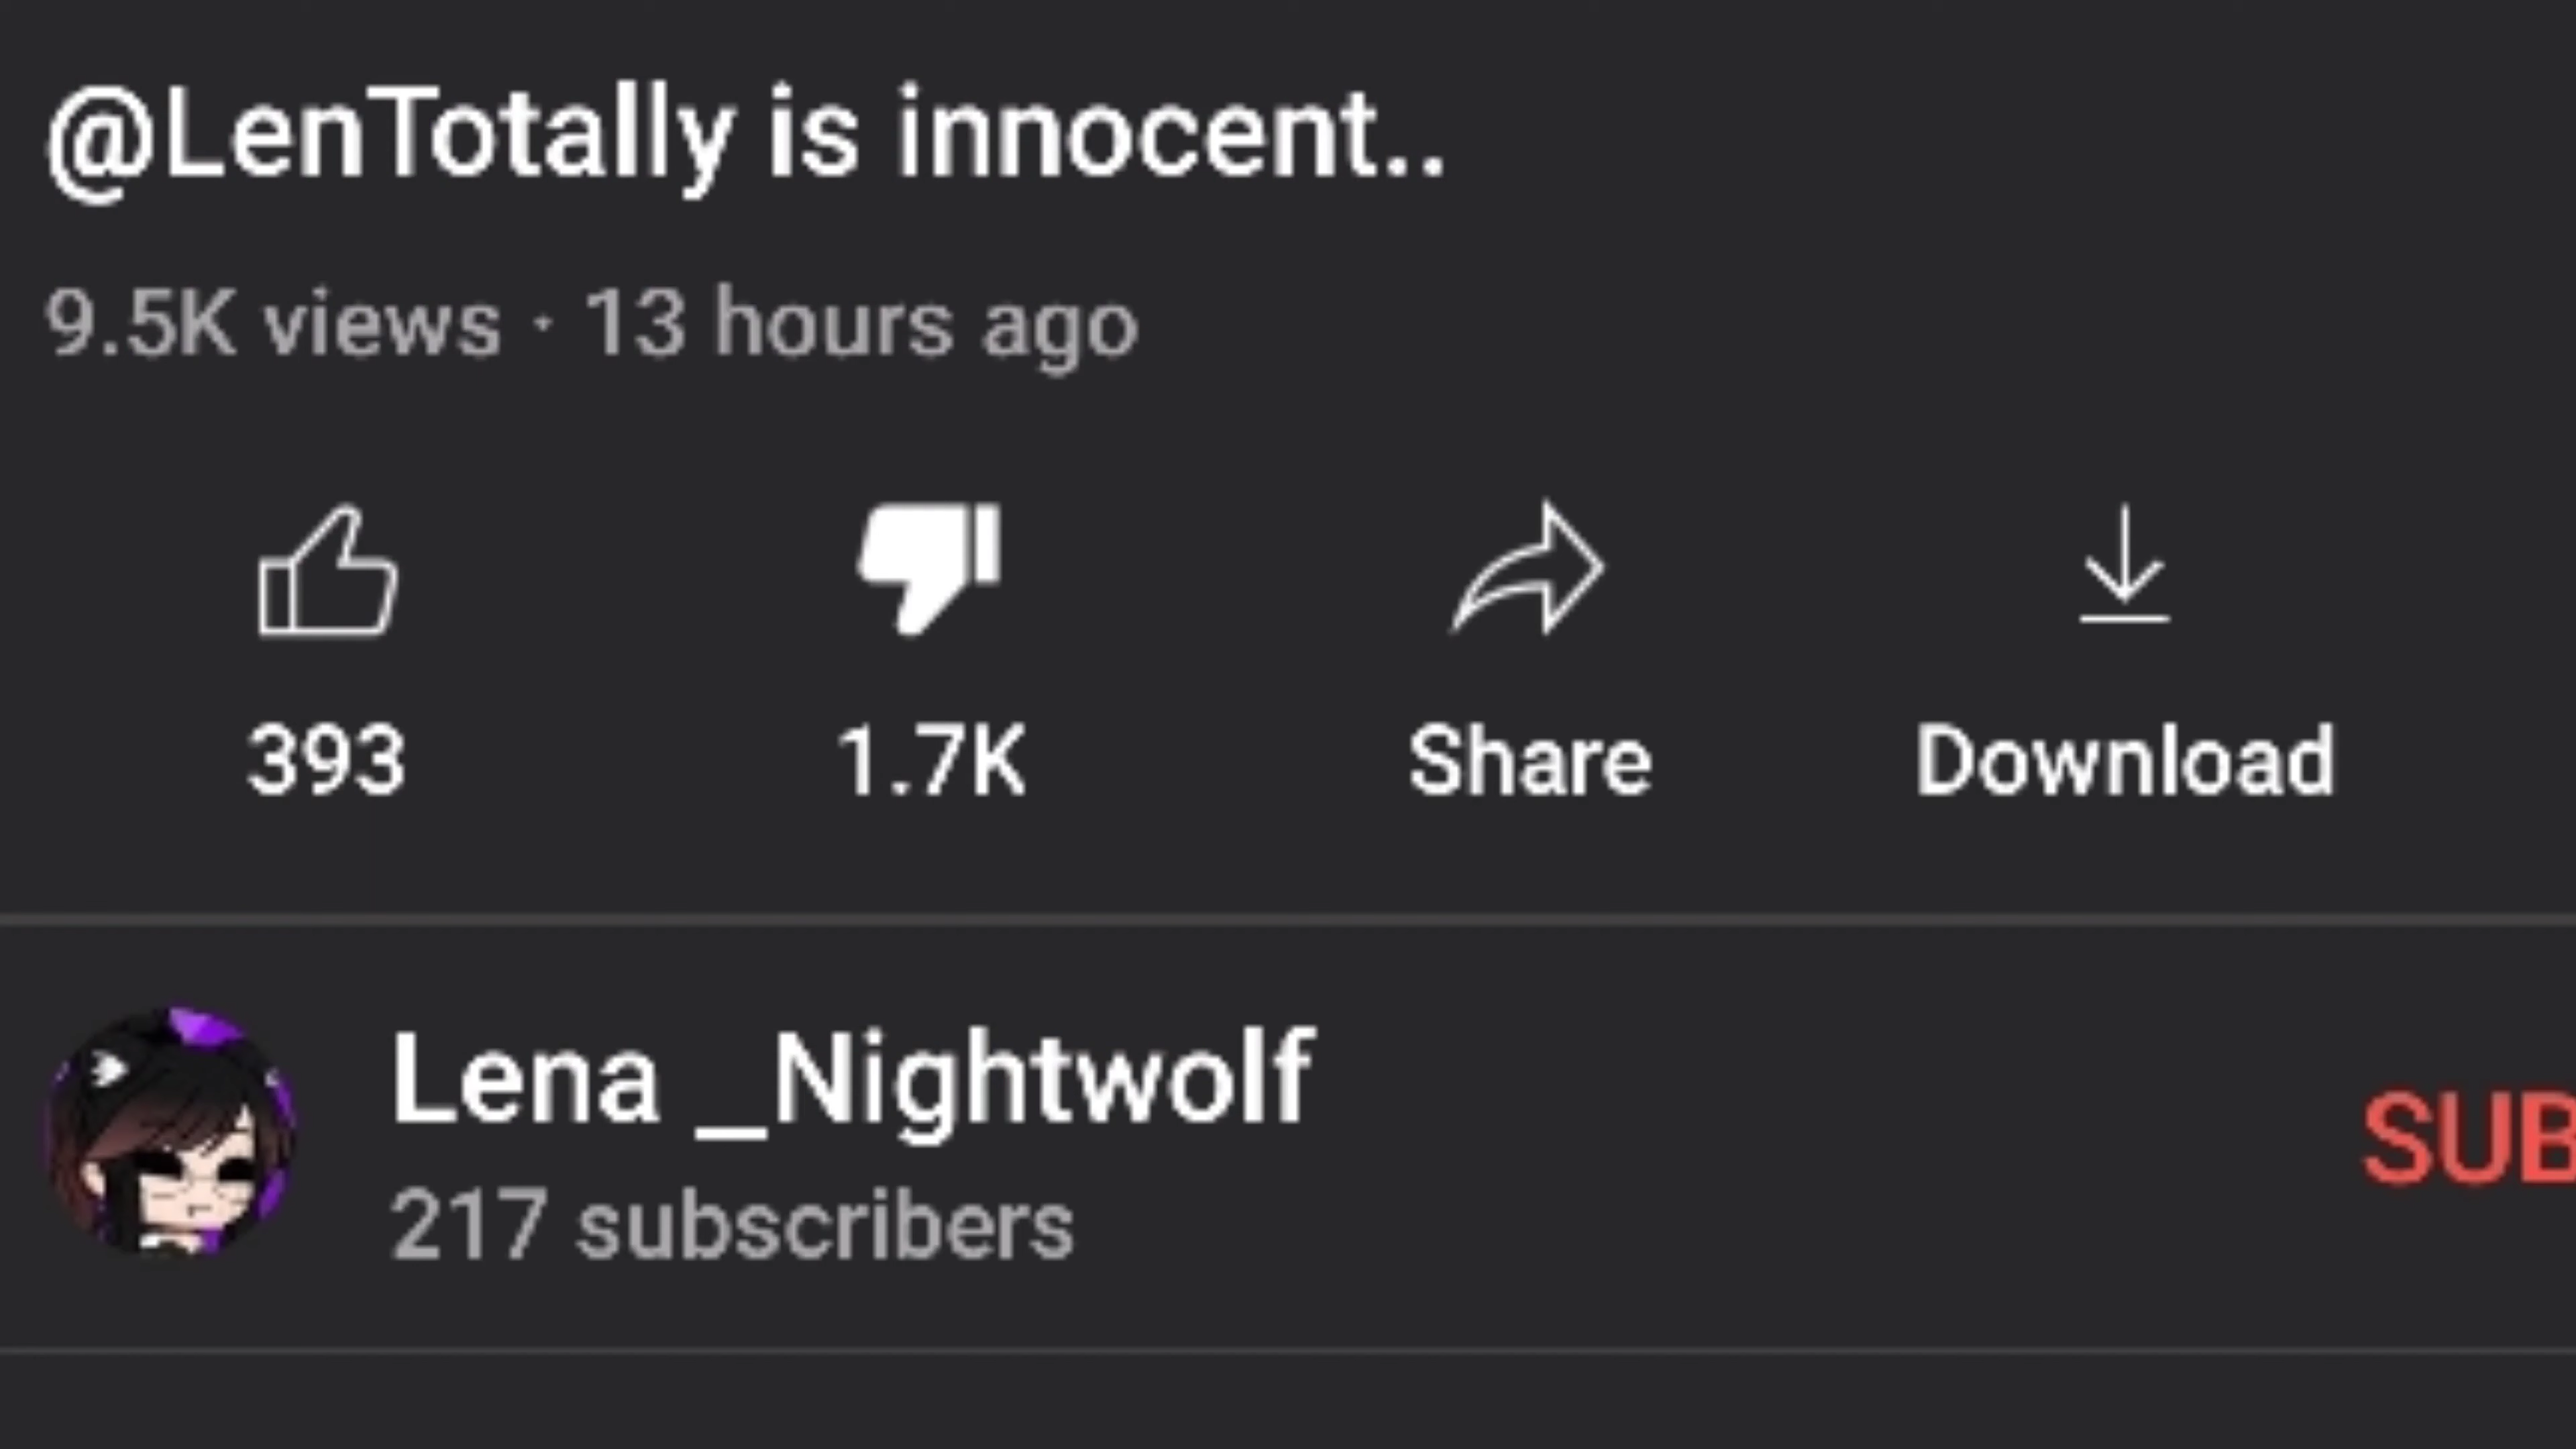 @LenTotally is innocent..
9.5K views · 13 hours ago
393 1.7K Share Download
Lena _Nightwolf
SUB
217 subscribers